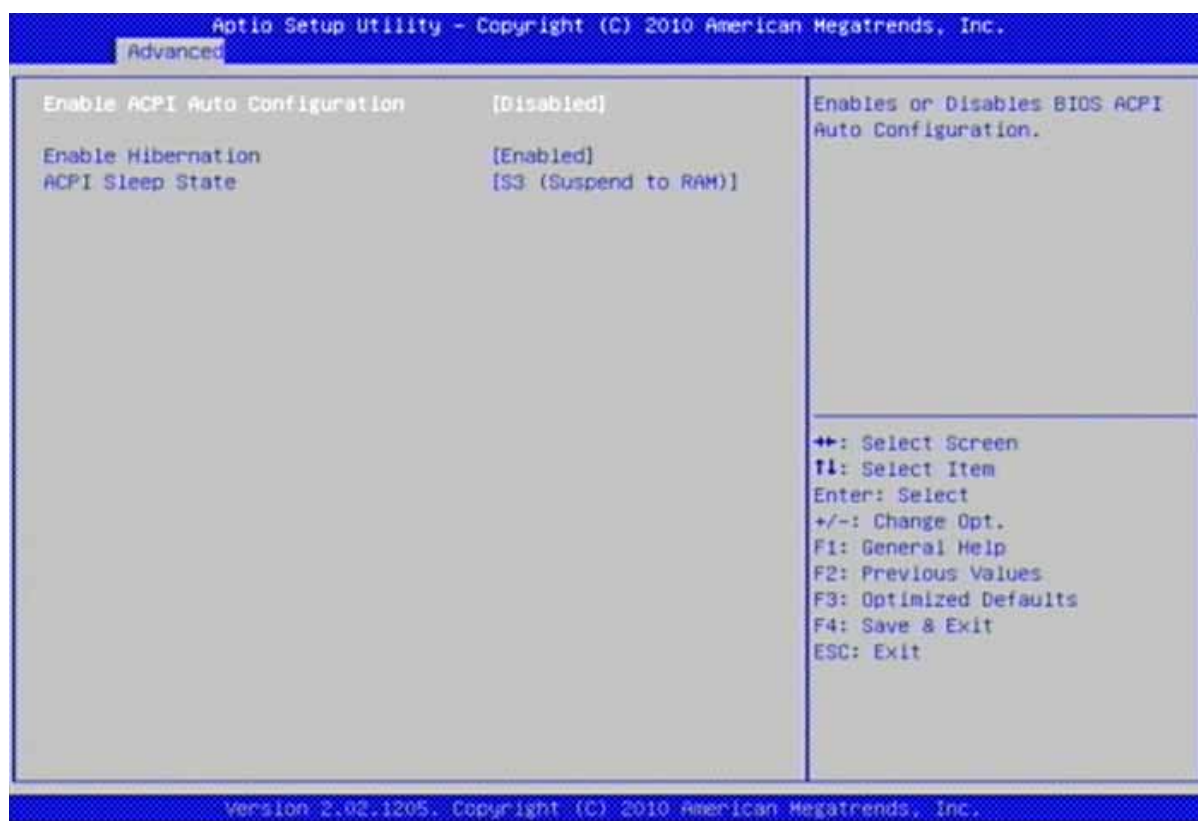 Aptio Setup Utility – Copyright (C) 2010 American Megatrends, Inc.
Advanced
Enable ACPI Auto Configuration [Disabled]
Enable Hibernation [Enabled]
ACPI Sleep State [S3 (Suspend to RAM)]
Enables or Disables BIOS ACPI
Auto Configuration.
→←: Select Screen
↑↓: Select Item
Enter: Select
+/-: Change Opt.
F1: General Help
F2: Previous Values
F3: Optimized Defaults
F4: Save & Exit
ESC: Exit
Version 2.02.1205. Copyright (C) 2010 American Megatrends, Inc.